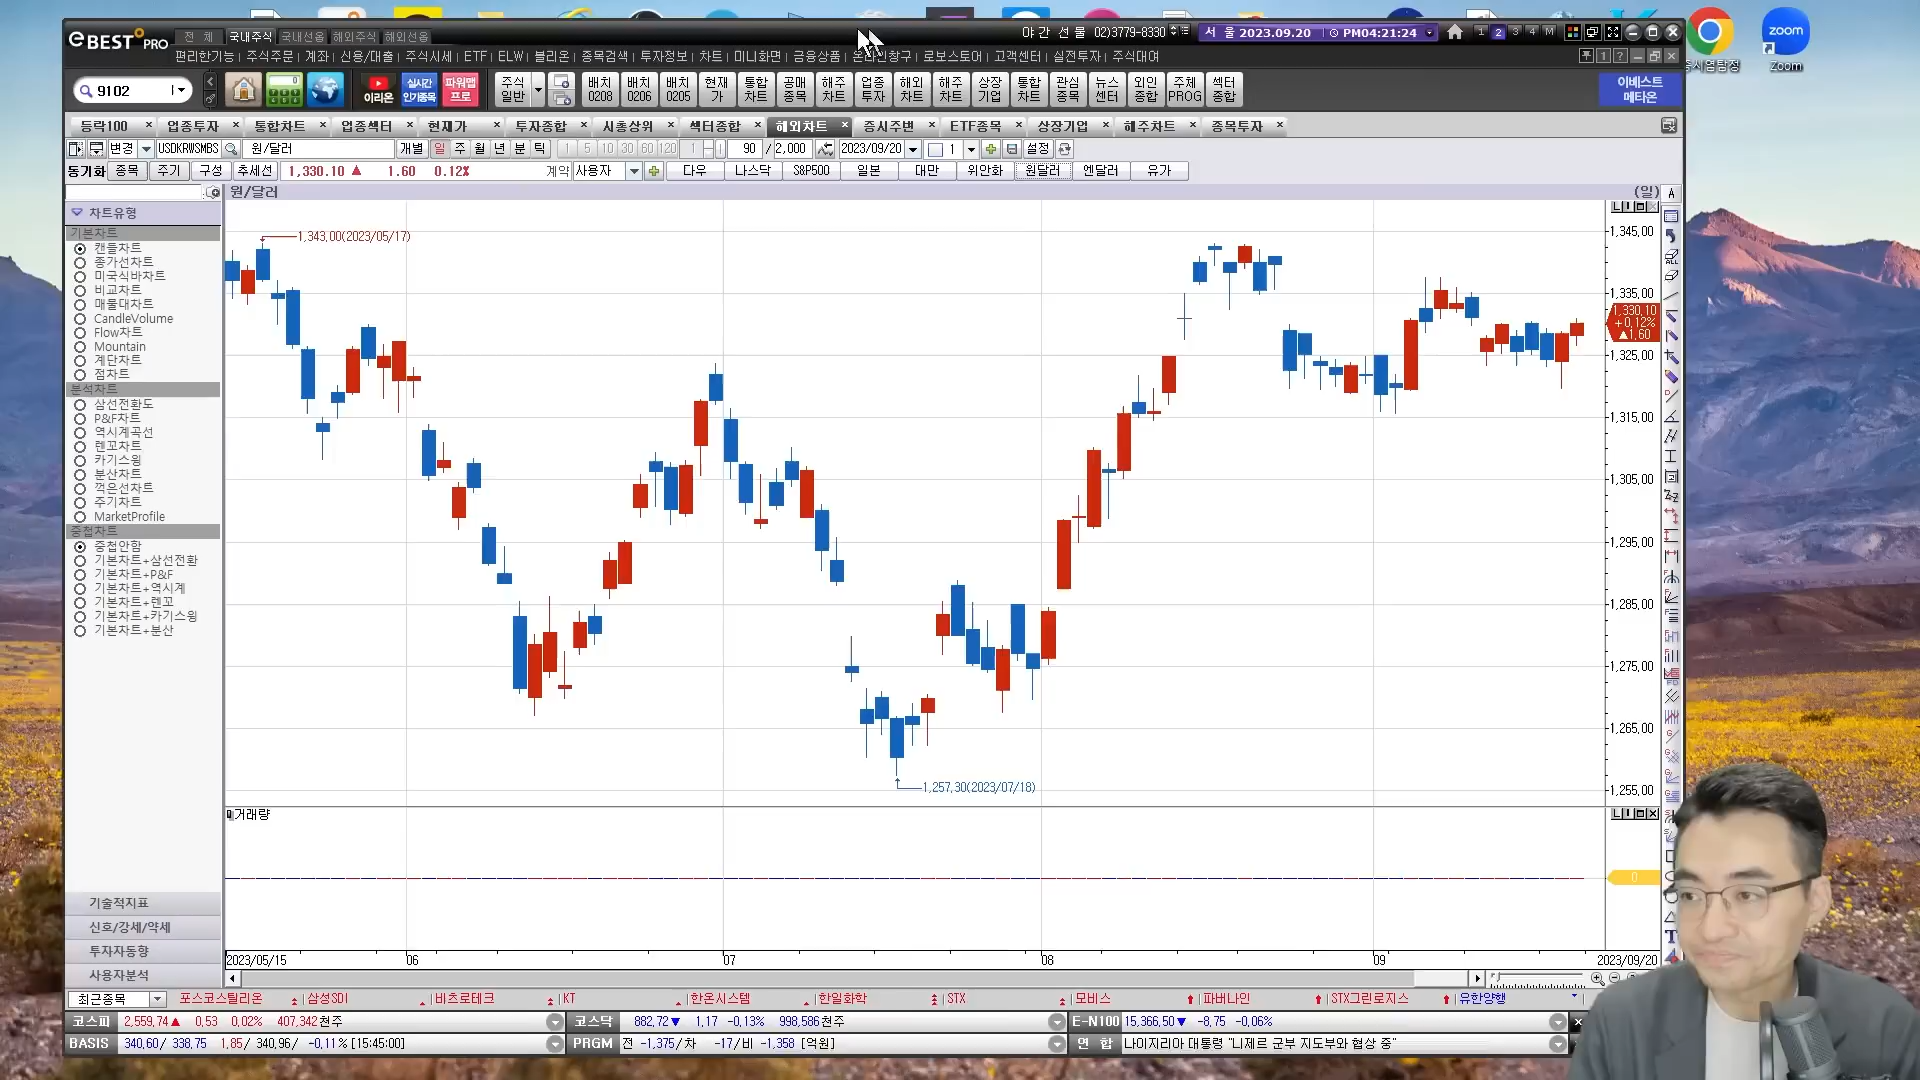 eBEST PRO 전 체 국내주식 국내선옵 해외주식 해외선옵
야 간 선 물 02)3779-8330 서 울 2023.09.20 PM04:21:24 1 2 3 4 M
편리한기능 주식주문 계좌 신용/대출 주식시세 ETF ELW 블리온 종목검색 투자정보 차트 미니화면 금융상품 온라인창구 로보스토어 고객센터 실전투자 주식대여
9102 이리온 실시간 인기종목 파워맵 프로 주식 일반 배치 0208 배치 0206 배치 0205 현재 가 통합 차트 공매 종목 해주 차트 업종 투자 해외 차트 해주 차트 상장 기업 통합 차트 관심 종목 뉴스 센터 외인 종합 주체 PROG 섹터 종합 이베스트 메타온
zoom
Zoom
증시열탐정
등락100 업종투자 통합차트 업종섹터 현재가 투자종합 시총상위 섹터종합 해외차트 증시주변 ETF종목 상장기업 해주차트 종목투자
변경 USDKRWSMBS 원/달러 개별 일 주 월 년 분 틱 1 5 10 30 60 120 1 90 / 2,000 2023/09/20 1 설정
동기화 종목 주기 구성 추세선 1,330.10 ▲ 1.60 0.12% 계약 사용자 다우 나스닥 S&P500 일본 대만 위안화 원달러 엔달러 유가
원/달러 (일) A
차트유형
기본차트
캔들차트
종가선차트
미국식바차트
비교차트
매물대차트
CandleVolume
Flow차트
Mountain
계단차트
점차트
분석차트
삼선전환도
P&F차트
역시계곡선
렌꼬차트
카기스윙
분산차트
꺽은선차트
주기차트
MarketProfile
중첩차트
중첩안함
기본차트+삼선전환
기본차트+P&F
기본차트+역시계
기본차트+렌꼬
기본차트+카기스윙
기본차트+분산
기술적지표
신호/강세/약세
투자자동향
사용자분석
1,343,00(2023/05/17)
1,257,30(2023/07/18)
1,345,00
1,335,00
1,330,10
+0,12%
▲1,60
1,325,00
1,315,00
1,305,00
1,295,00
1,285,00
1,275,00
1,265,00
1,255,00
거래량
0
2023/05/15 06 07 08 09 2023/09/20
최근종목 포스코스틸리온 삼성SDI 비츠로테크 KT 한온시스템 한일화학 STX 모비스 파버나인 STX그린로지스 유한양행
코스피 2,559,74▲ 0,53 0,02% 407,342천주 코스닥 882,72▼ 1,17 -0,13% 998,586천주 E-N100 15,366,50▼ -8,75 -0,06%
BASIS 340,60/ 338,75 1,85/ 340,96/ -0,11% [15:45:00] PRGM 전 -1,375/차 -17/비 -1,358 [억원] 연 합 나이지리아 대통령 "니제르 군부 지도부와 협상 중"